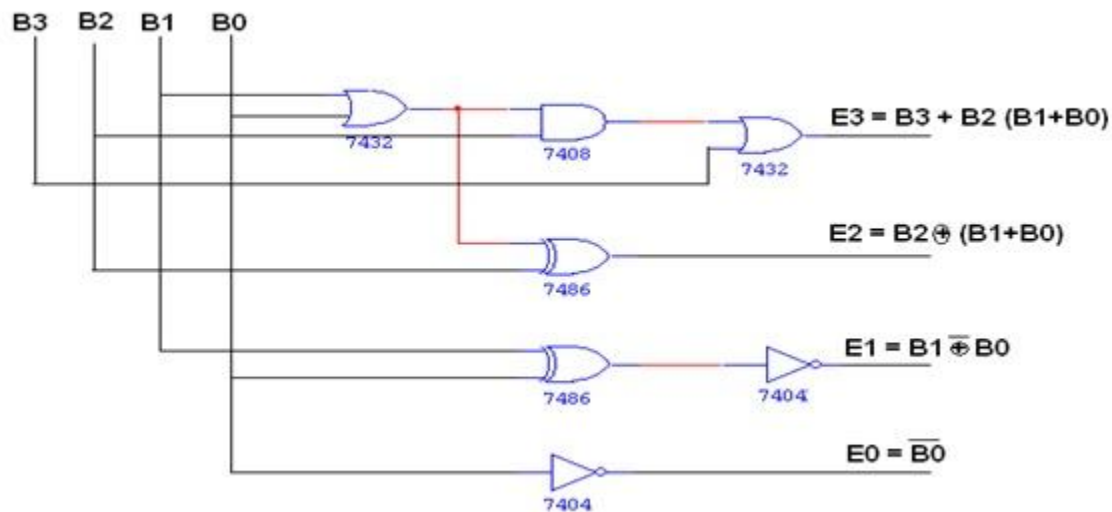 B3 B2 B1 B0
7432
7408
7432
E3 = B3 + B2 (B1+B0)
7486
E2 = B2 ⊕ (B1+B0)
7486
7404
E1 = B1 ⊕̅ B0
7404
E0 = B̅0̅